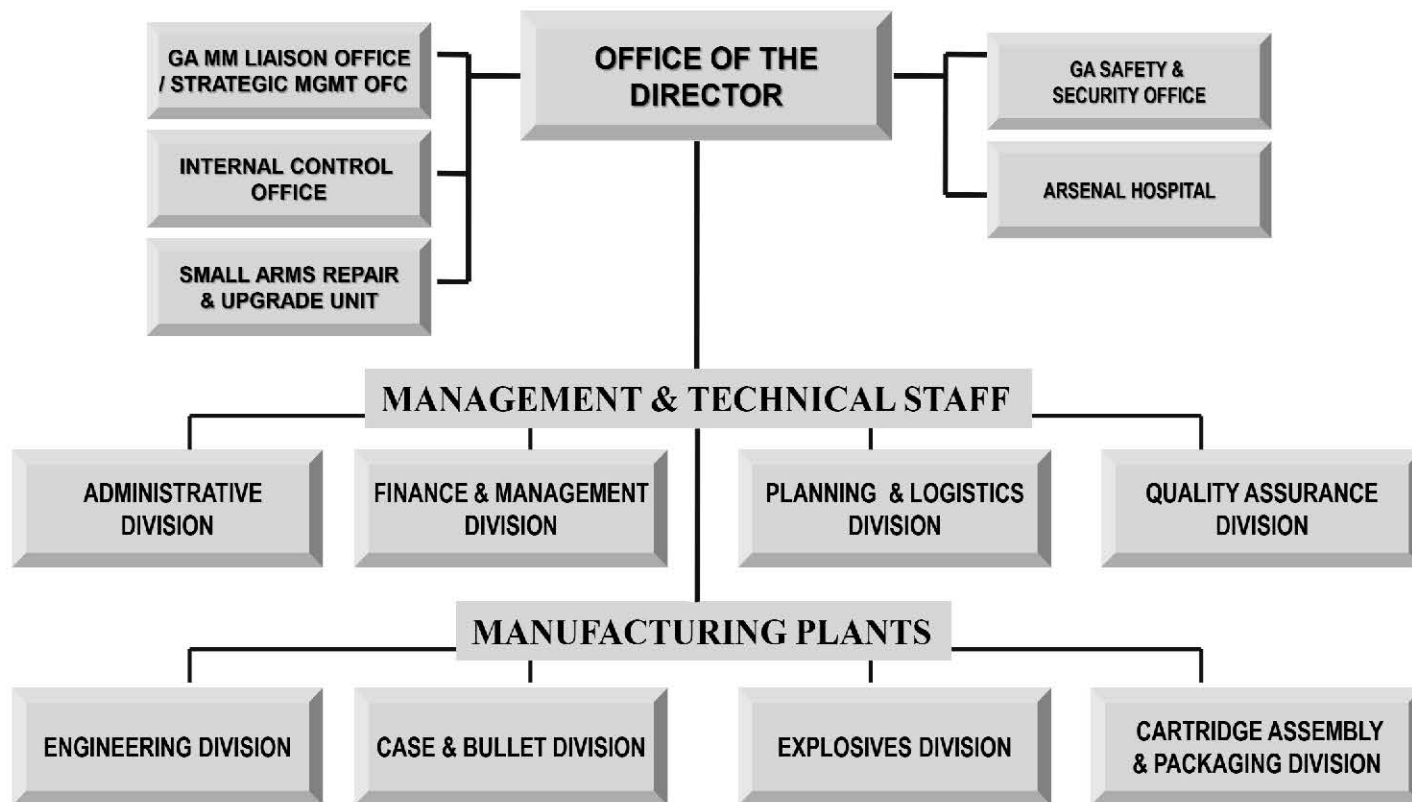 GA MM LIAISON OFFICE
/ STRATEGIC MGMT OFC
INTERNAL CONTROL
OFFICE
SMALL ARMS REPAIR
& UPGRADE UNIT
OFFICE OF THE
DIRECTOR
GA SAFETY &
SECURITY OFFICE
ARSENAL HOSPITAL
MANAGEMENT & TECHNICAL STAFF
ADMINISTRATIVE
DIVISION
FINANCE & MANAGEMENT
DIVISION
PLANNING & LOGISTICS
DIVISION
QUALITY ASSURANCE
DIVISION
MANUFACTURING PLANTS
ENGINEERING DIVISION
CASE & BULLET DIVISION
EXPLOSIVES DIVISION
CARTRIDGE ASSEMBLY
& PACKAGING DIVISION